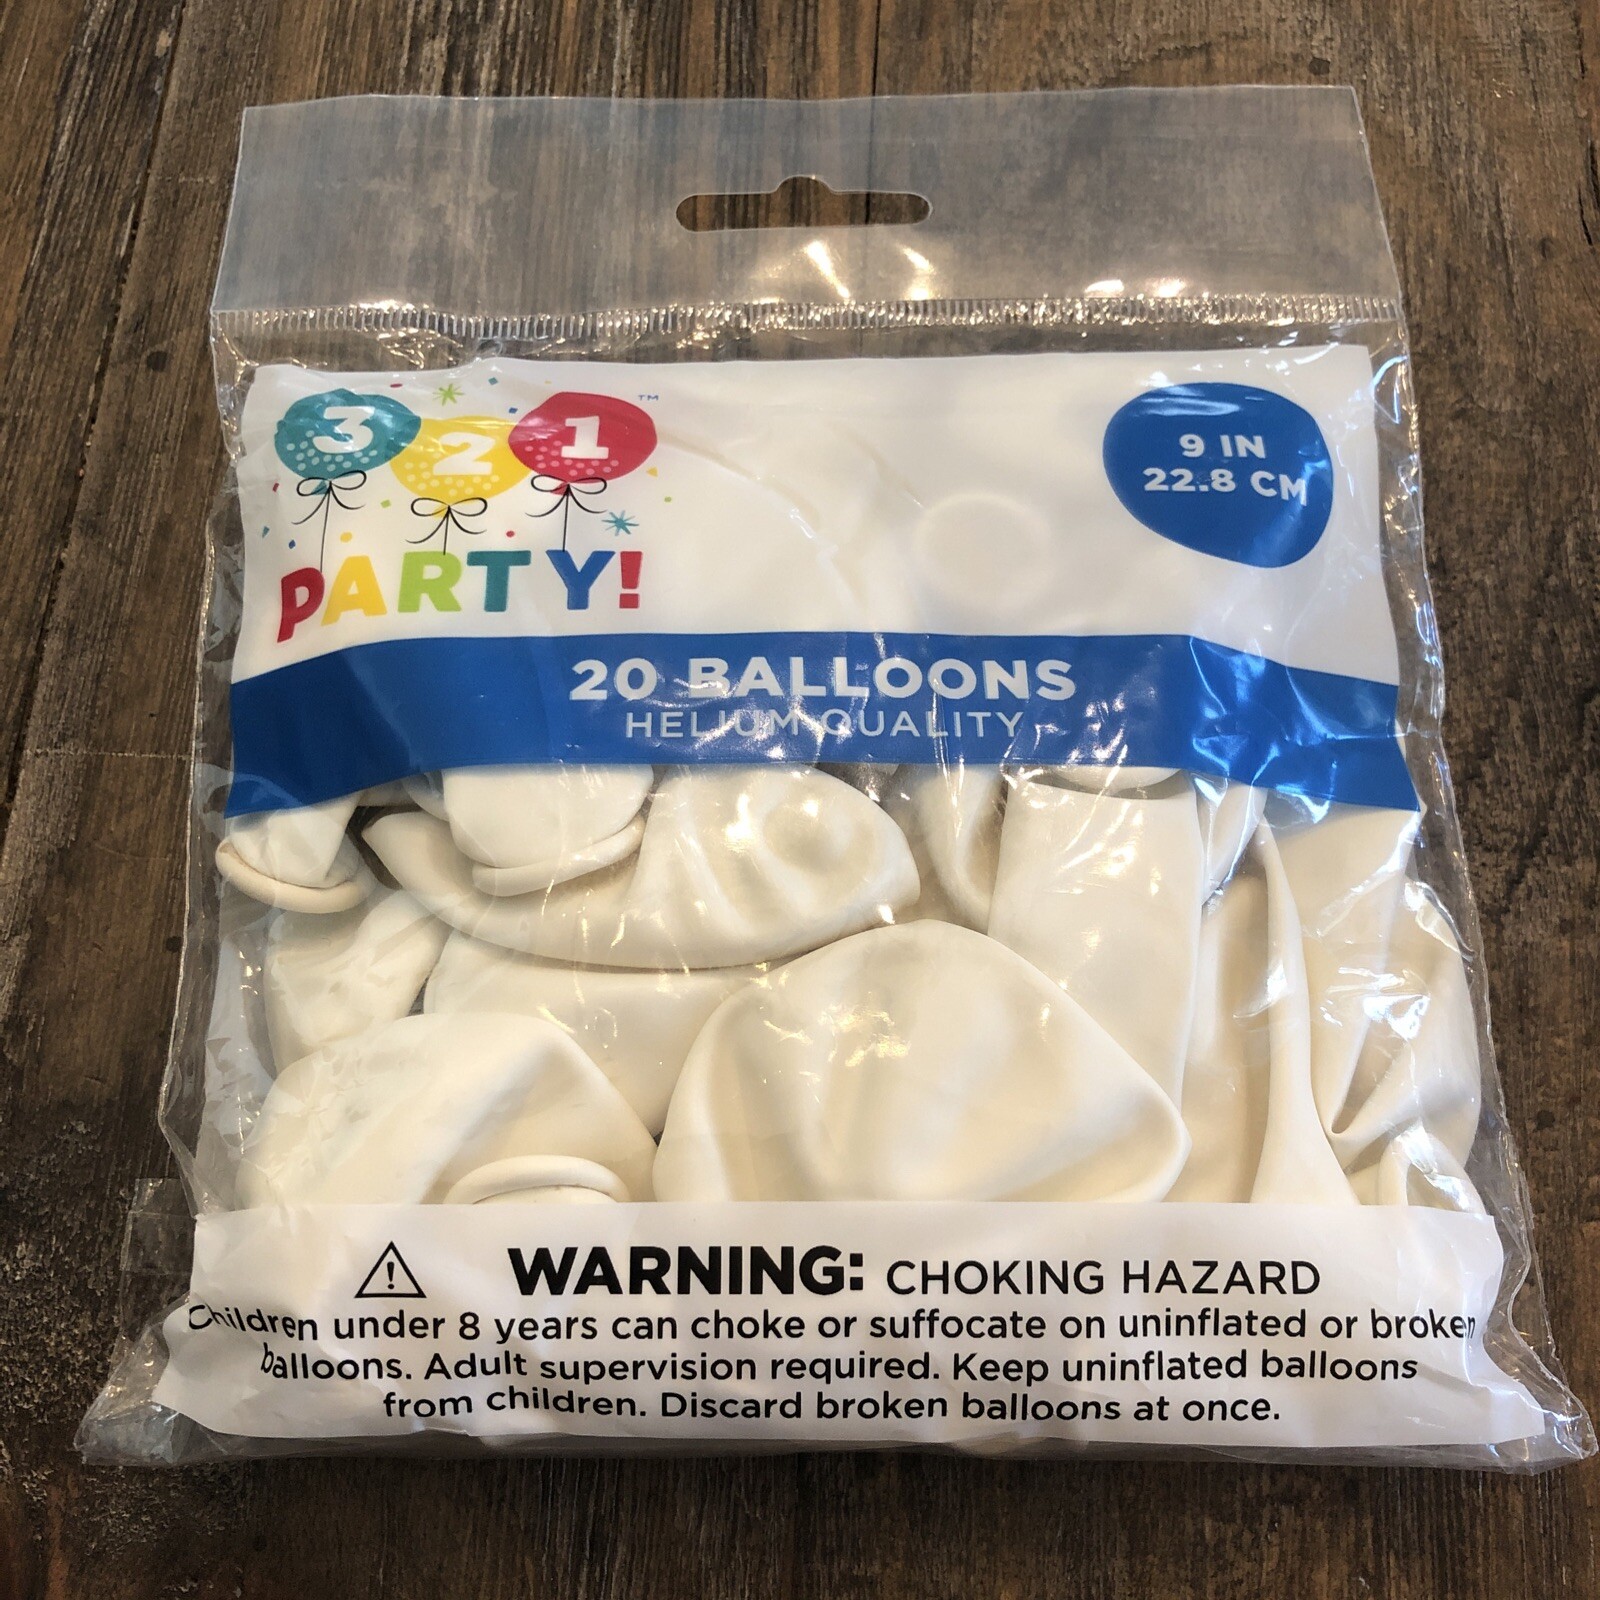 3 2 1 ™
PARTY!
9 IN
22.8 CM
20 BALLOONS
HELIUM QUALITY
WARNING: CHOKING HAZARD
Children under 8 years can choke or suffocate on uninflated or broken
balloons. Adult supervision required. Keep uninflated balloons
from children. Discard broken balloons at once.